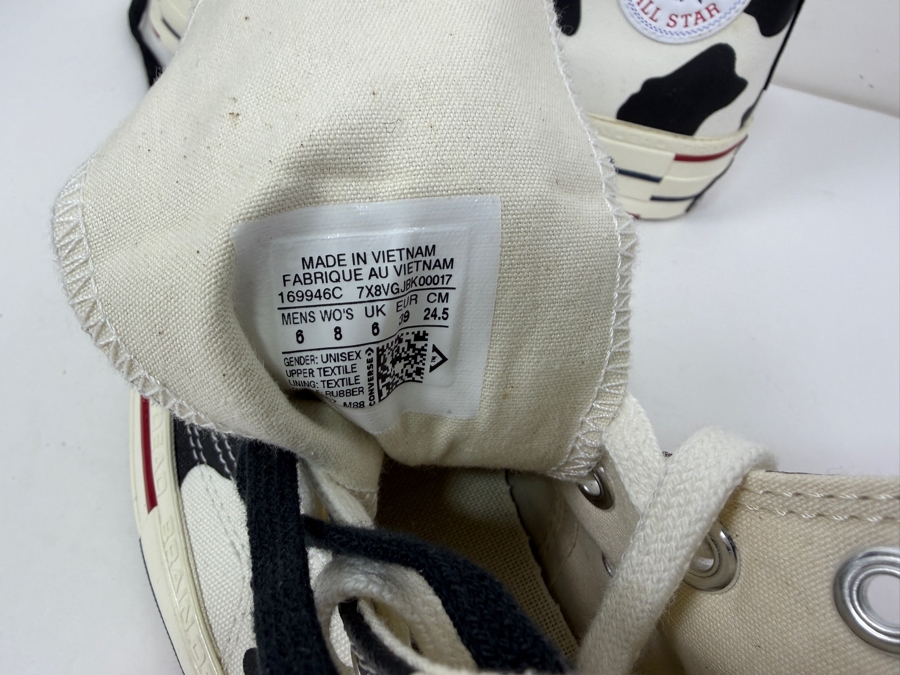 ALL STAR
MADE IN VIETNAM
FABRIQUE AU VIETNAM
169946C 7X8VGJBK00017
MENS WO'S UK EUR CM
6 8 6 39 24.5
GENDER: UNISEX
UPPER TEXTILE
LINING: TEXTILE
RUBBER
M88
CONVERSE